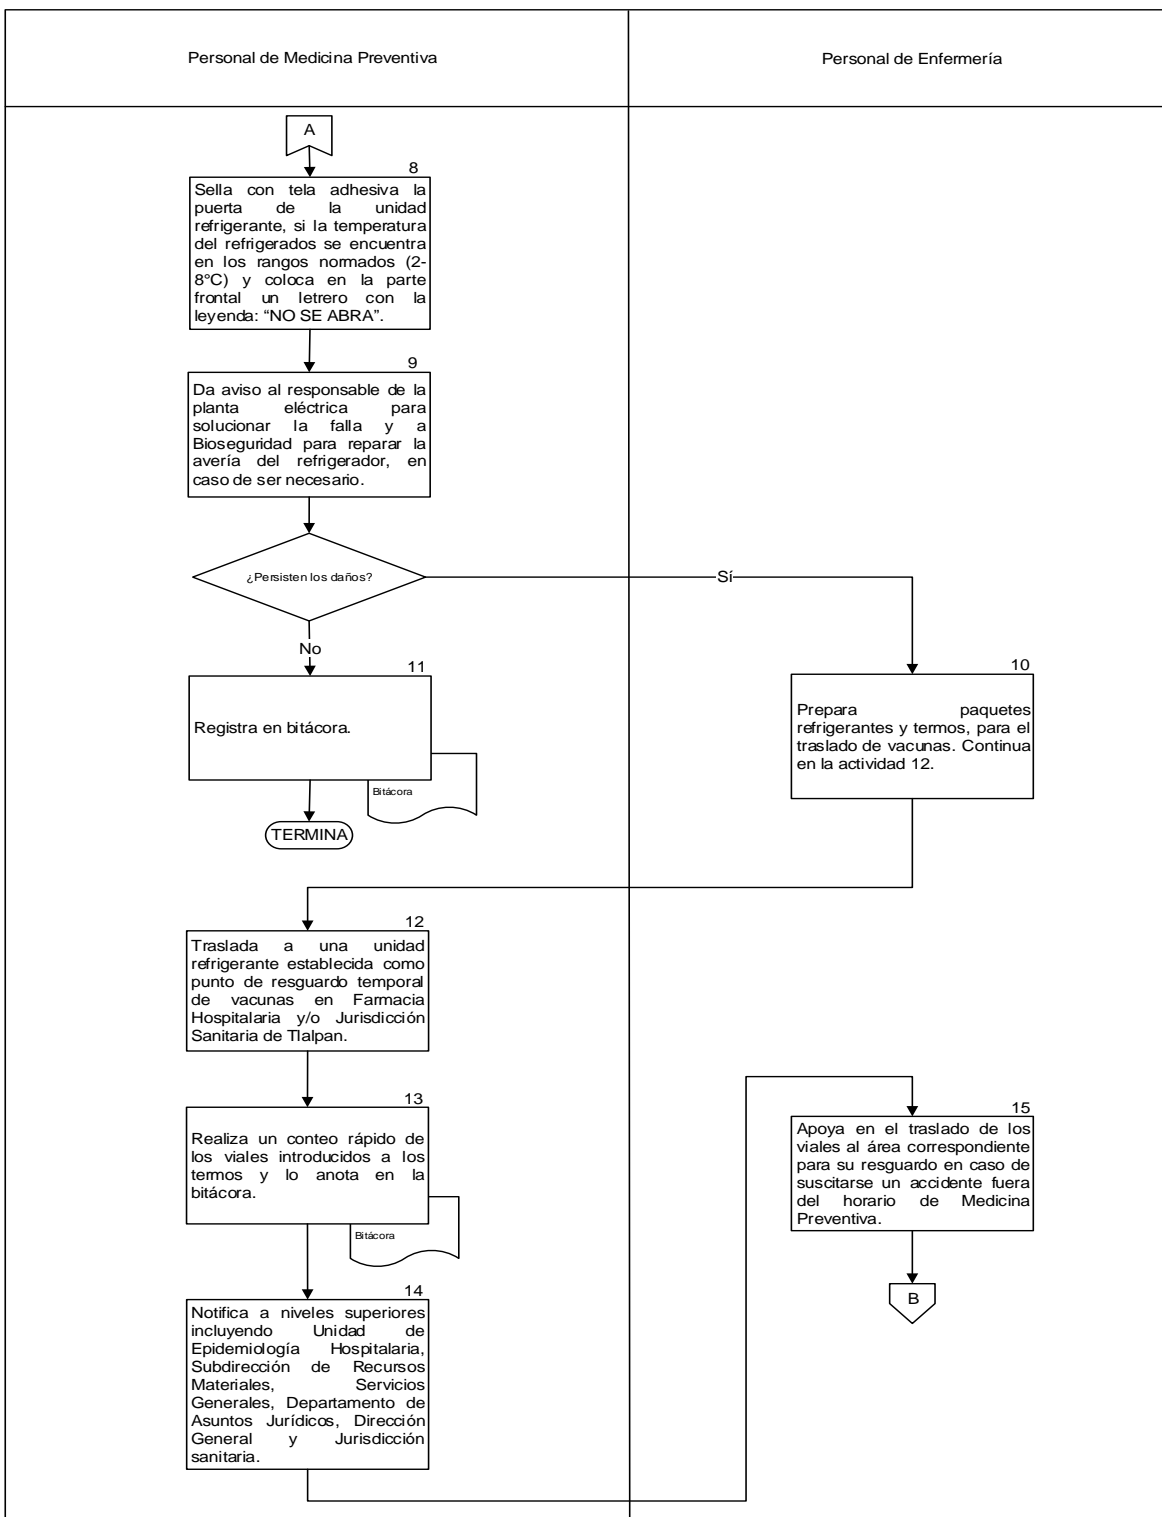 Personal de Medicina Preventiva
Personal de Enfermería
A
8
Sella con tela adhesiva la
puerta de la unidad
refrigerante, si la temperatura
del refrigerados se encuentra
en los rangos normados (2-
8°C) y coloca en la parte
frontal un letrero con la
leyenda: “NO SE ABRA”.
9
Da aviso al responsable de la
planta eléctrica para
solucionar la falla y a
Bioseguridad para reparar la
avería del refrigerador, en
caso de ser necesario.
¿Persisten los daños?
Sí
No
11
Registra en bitácora.
Bitácora
TERMINA
10
Prepara paquetes
refrigerantes y termos, para el
traslado de vacunas. Continua
en la actividad 12.
12
Traslada a una unidad
refrigerante establecida como
punto de resguardo temporal
de vacunas en Farmacia
Hospitalaria y/o Jurisdicción
Sanitaria de Tlalpan.
13
Realiza un conteo rápido de
los viales introducidos a los
termos y lo anota en la
bitácora.
Bitácora
14
Notifica a niveles superiores
incluyendo Unidad de
Epidemiología Hospitalaria,
Subdirección de Recursos
Materiales, Servicios
Generales, Departamento de
Asuntos Jurídicos, Dirección
General y Jurisdicción
sanitaria.
15
Apoya en el traslado de los
viales al área correspondiente
para su resguardo en caso de
suscitarse un accidente fuera
del horario de Medicina
Preventiva.
B